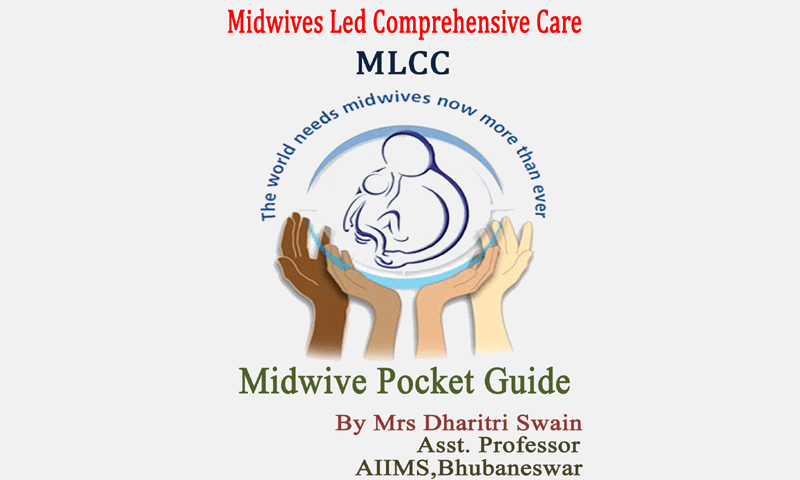 Midwives Led Comprehensive Care
MLCC
The world needs midwives now more than ever
Midwive Pocket Guide
By Mrs Dharitri Swain
Asst. Professor
AIIMS,Bhubaneswar